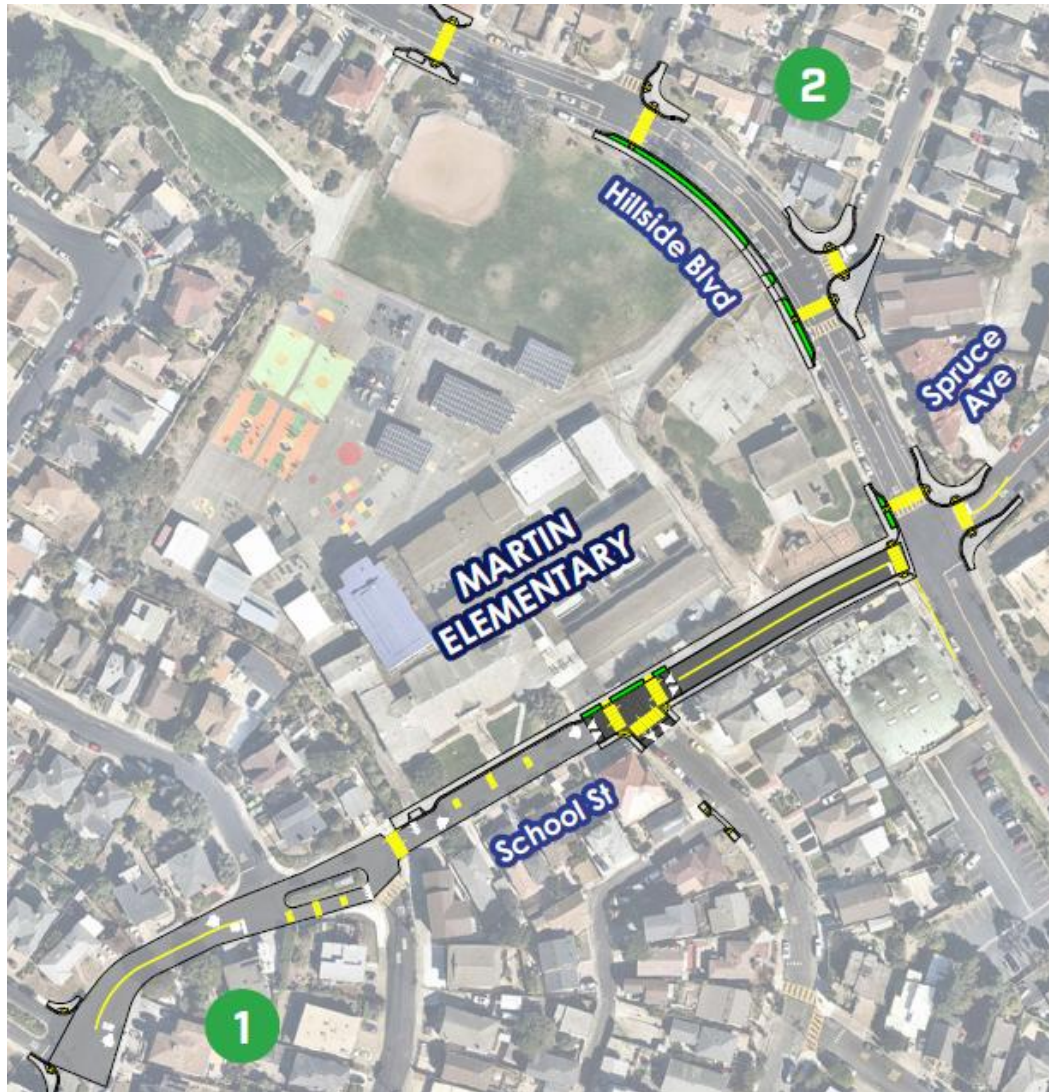 2
Hillside Blvd
Spruce
Ave
MARTIN
ELEMENTARY
School St
1